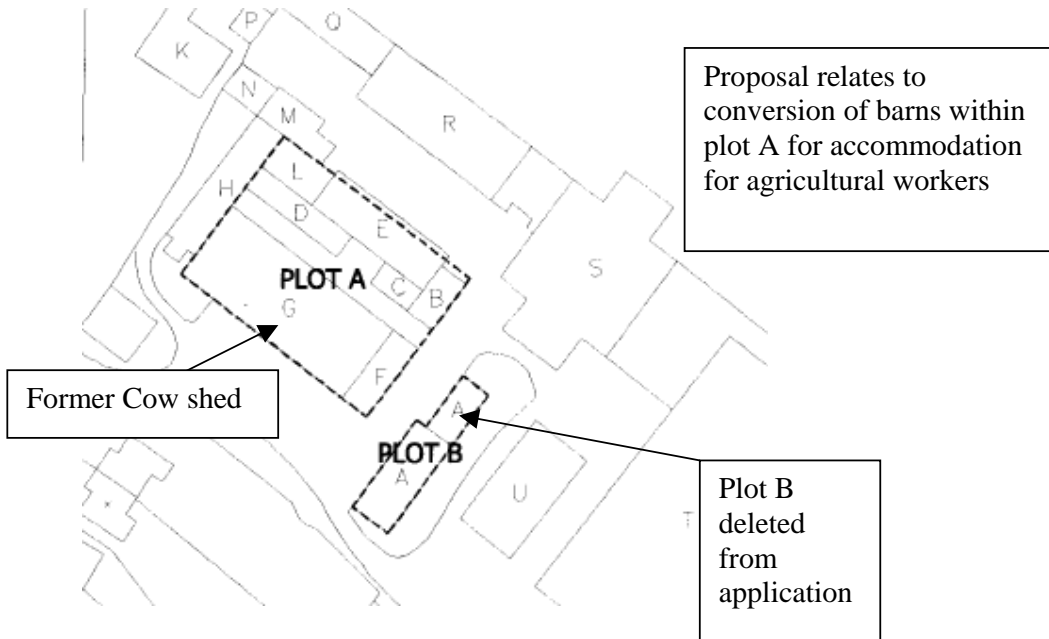 P
Q
K
Proposal relates to
conversion of barns within
plot A for accommodation
for agricultural workers
N
M
R
L
H
D
E
S
PLOT A
C
B
G
Former Cow shed
F
A
PLOT B
A
U
T
Plot B
deleted
from
application